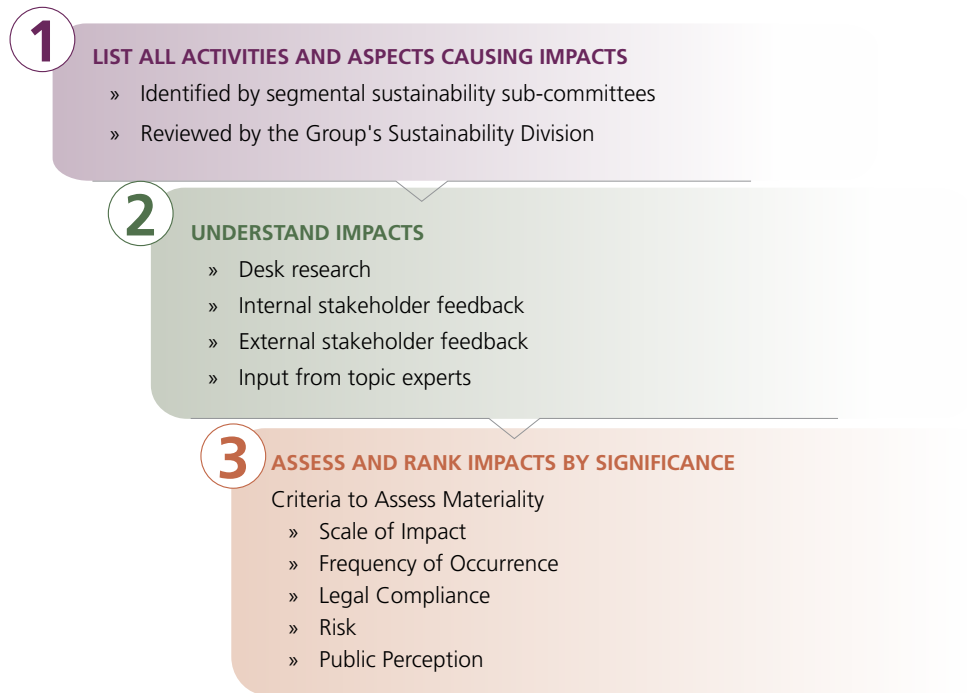 1
LIST ALL ACTIVITIES AND ASPECTS CAUSING IMPACTS
» Identified by segmental sustainability sub-committees
» Reviewed by the Group's Sustainability Division
2
UNDERSTAND IMPACTS
» Desk research
» Internal stakeholder feedback
» External stakeholder feedback
» Input from topic experts
3
ASSESS AND RANK IMPACTS BY SIGNIFICANCE
Criteria to Assess Materiality
» Scale of Impact
» Frequency of Occurrence
» Legal Compliance
» Risk
» Public Perception